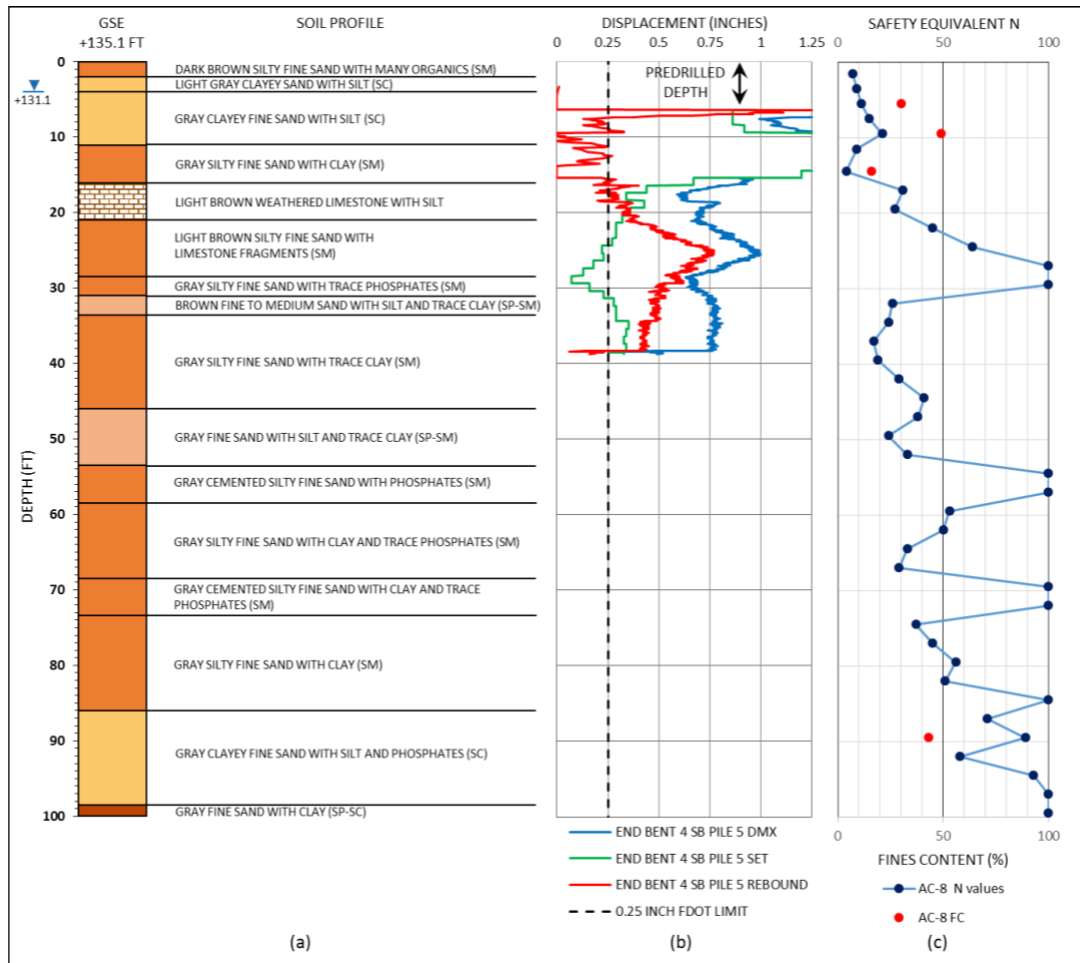 GSE
+135.1 FT
SOIL PROFILE
DISPLACEMENT (INCHES)
SAFETY EQUIVALENT N
0 0.25 0.5 0.75 1 1.25
0 50 100
DEPTH (FT)
0
10
20
30
40
50
60
70
80
90
100
+131.1
DARK BROWN SILTY FINE SAND WITH MANY ORGANICS (SM)
LIGHT GRAY CLAYEY SAND WITH SILT (SC)
GRAY CLAYEY FINE SAND WITH SILT (SC)
GRAY SILTY FINE SAND WITH CLAY (SM)
LIGHT BROWN WEATHERED LIMESTONE WITH SILT
LIGHT BROWN SILTY FINE SAND WITH
LIMESTONE FRAGMENTS (SM)
GRAY SILTY FINE SAND WITH TRACE PHOSPHATES (SM)
BROWN FINE TO MEDIUM SAND WITH SILT AND TRACE CLAY (SP-SM)
GRAY SILTY FINE SAND WITH TRACE CLAY (SM)
GRAY FINE SAND WITH SILT AND TRACE CLAY (SP-SM)
GRAY CEMENTED SILTY FINE SAND WITH PHOSPHATES (SM)
GRAY SILTY FINE SAND WITH CLAY AND TRACE PHOSPHATES (SM)
GRAY CEMENTED SILTY FINE SAND WITH CLAY AND TRACE
PHOSPHATES (SM)
GRAY SILTY FINE SAND WITH CLAY (SM)
GRAY CLAYEY FINE SAND WITH SILT AND PHOSPHATES (SC)
GRAY FINE SAND WITH CLAY (SP-SC)
PREDRILLED
DEPTH
END BENT 4 SB PILE 5 DMX
END BENT 4 SB PILE 5 SET
END BENT 4 SB PILE 5 REBOUND
0.25 INCH FDOT LIMIT
0 50 100
FINES CONTENT (%)
AC-8 N values
AC-8 FC
(a)
(b)
(c)